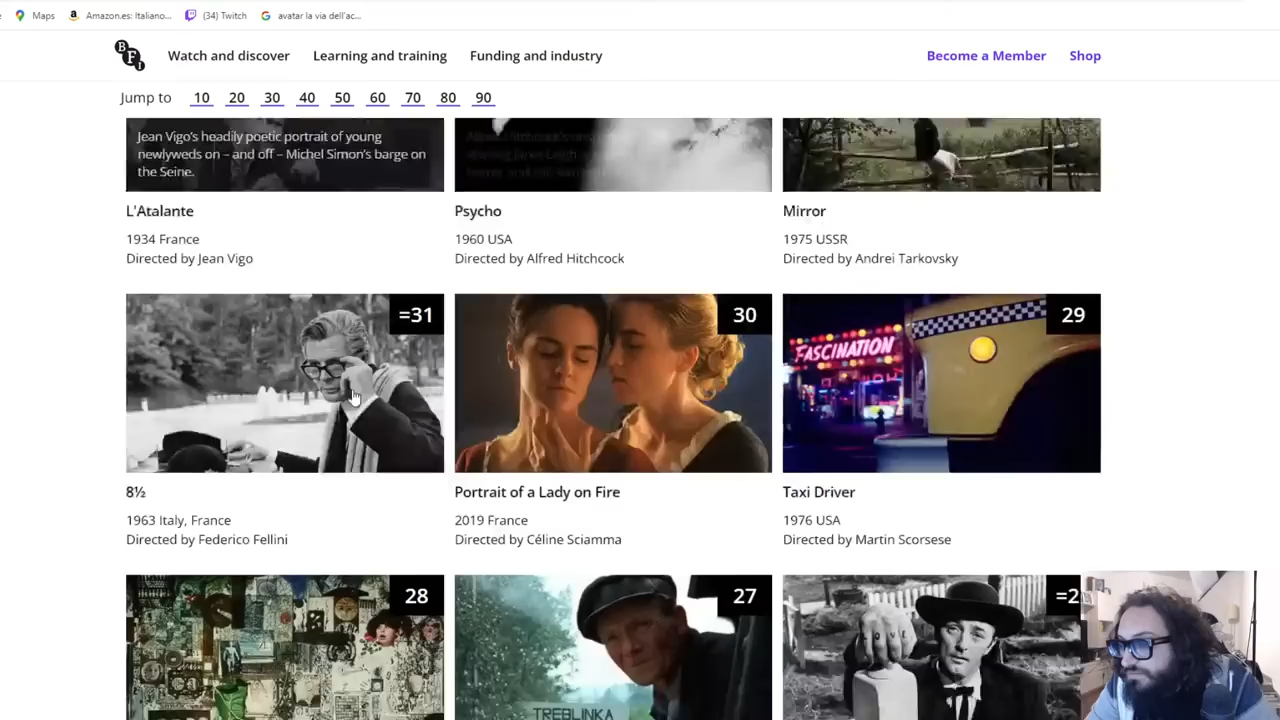 Maps
Amazon.es: Italiano...
(34) Twitch
avatar la via dell'ac...
BFI
Watch and discover
Learning and training
Funding and industry
Become a Member
Shop
Jump to 10 20 30 40 50 60 70 80 90
Jean Vigo's headily poetic portrait of young
newlyweds on – and off – Michel Simon's barge on
the Seine.
L'Atalante
1934 France
Directed by Jean Vigo
Psycho
1960 USA
Directed by Alfred Hitchcock
Mirror
1975 USSR
Directed by Andrei Tarkovsky
=31
8½
1963 Italy, France
Directed by Federico Fellini
30
Portrait of a Lady on Fire
2019 France
Directed by Céline Sciamma
FASCINATION
29
Taxi Driver
1976 USA
Directed by Martin Scorsese
28
27
TREBLINKA
LOVE